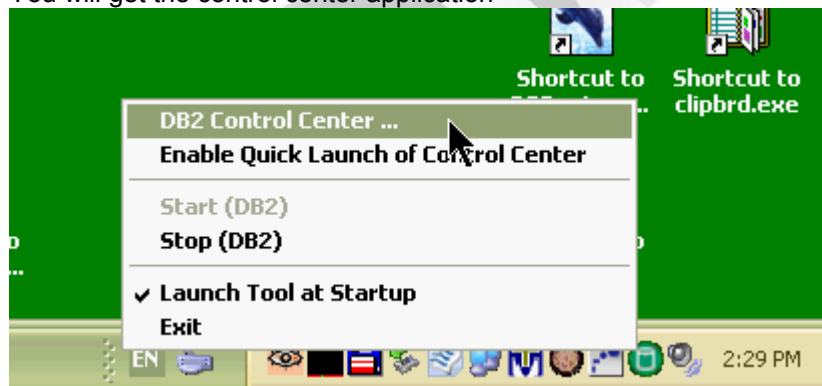 You will get the control center application
Shortcut to
Shortcut to
clipbrd.exe
DB2 Control Center ...
Enable Quick Launch of Control Center
Start (DB2)
Stop (DB2)
Launch Tool at Startup
Exit
EN
2:29 PM